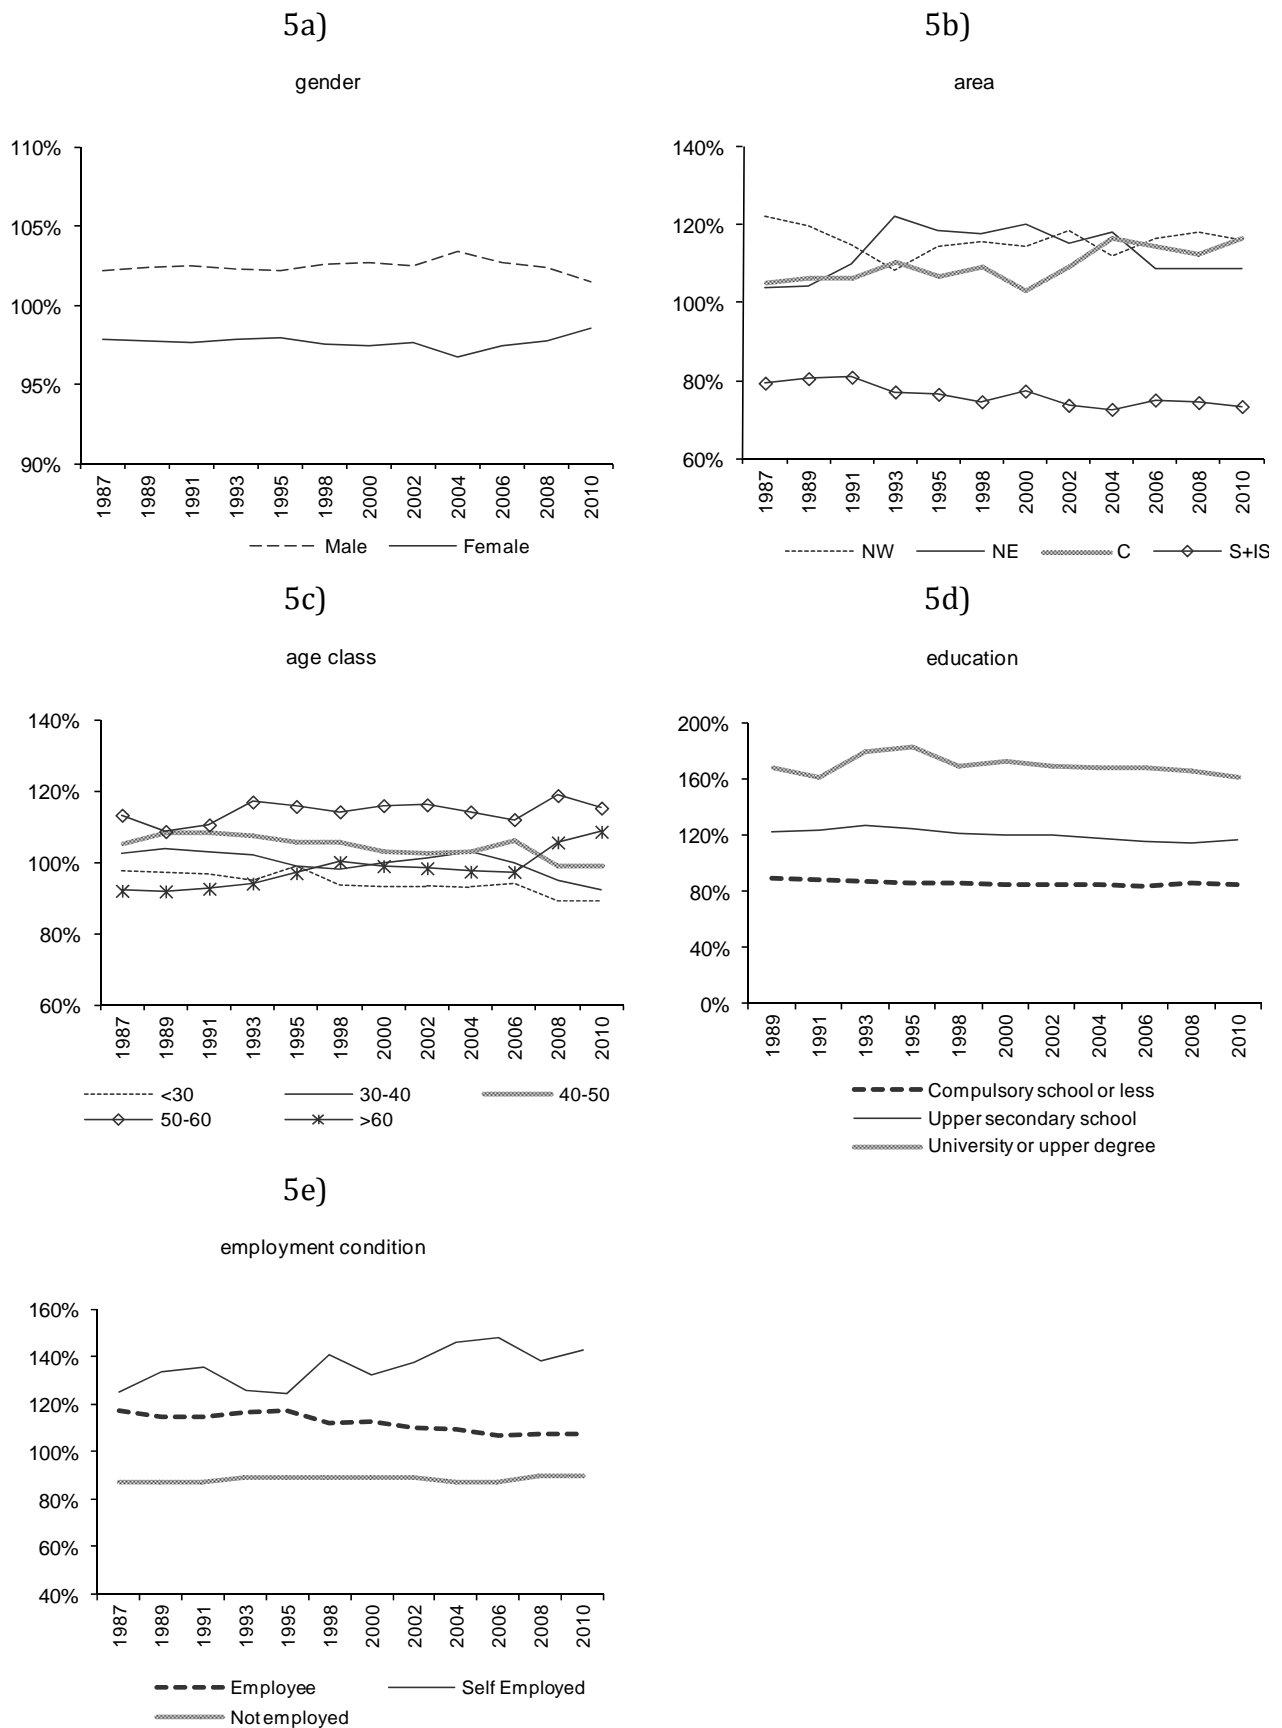 5a)
gender
110%
105%
100%
95%
90%
1987 1989 1991 1993 1995 1998 2000 2002 2004 2006 2008 2010
Male Female
5b)
area
140%
120%
100%
80%
60%
1987 1989 1991 1993 1995 1998 2000 2002 2004 2006 2008 2010
NW NE C S+IS
5c)
age class
140%
120%
100%
80%
60%
1987 1989 1991 1993 1995 1998 2000 2002 2004 2006 2008 2010
<30 30-40 40-50
50-60 >60
5d)
education
200%
160%
120%
80%
40%
0%
1989 1991 1993 1995 1998 2000 2002 2004 2006 2008 2010
Compulsory school or less
Upper secondary school
University or upper degree
5e)
employment condition
160%
140%
120%
100%
80%
60%
40%
1987 1989 1991 1993 1995 1998 2000 2002 2004 2006 2008 2010
Employee Self Employed
Not employed